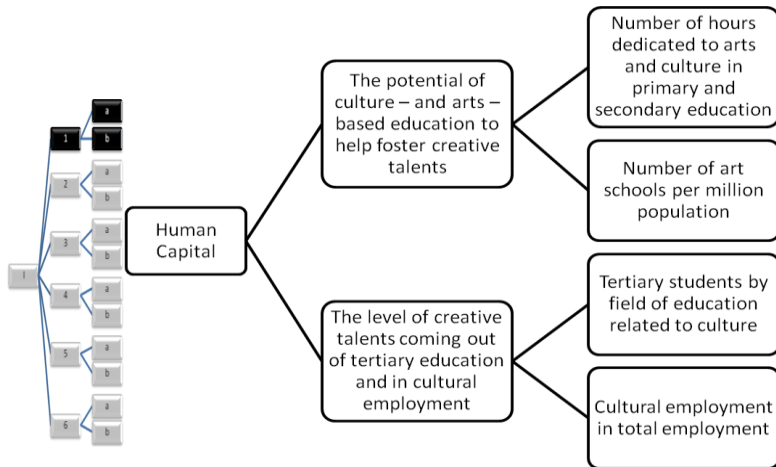 I
1
a
b
2
a
b
3
a
b
4
a
b
5
a
b
6
a
b
Human
Capital
The potential of
culture – and arts –
based education to
help foster creative
talents
Number of hours
dedicated to arts
and culture in
primary and
secondary education
Number of art
schools per million
population
The level of creative
talents coming out
of tertiary education
and in cultural
employment
Tertiary students by
field of education
related to culture
Cultural employment
in total employment